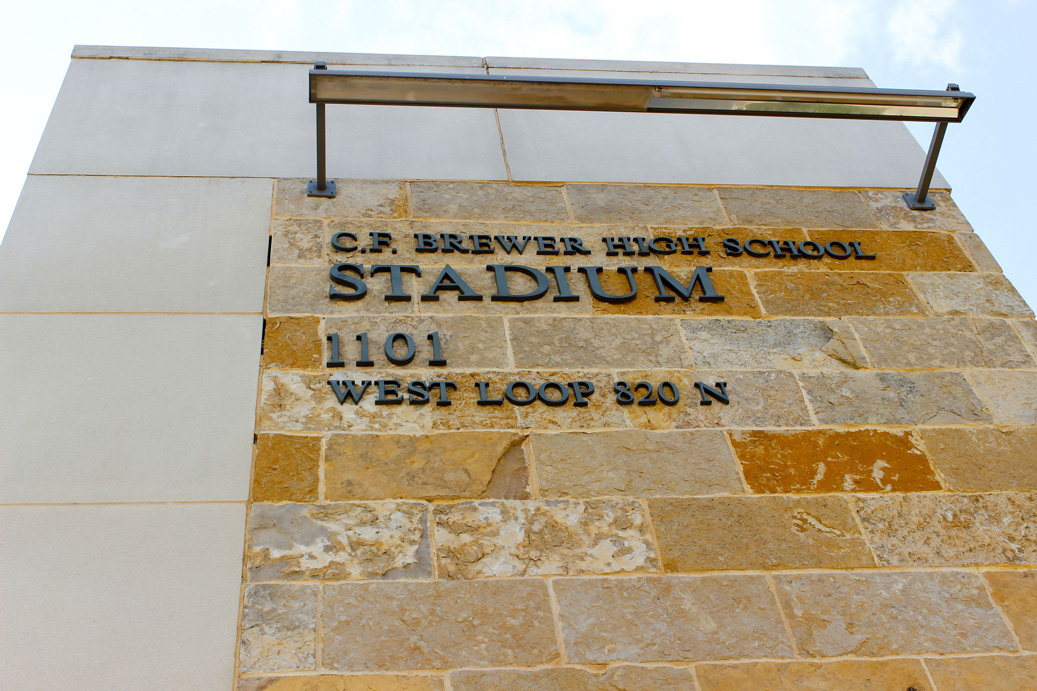 C.F. BREWER HIGH SCHOOL
STADIUM
1101
WEST LOOP 820 N